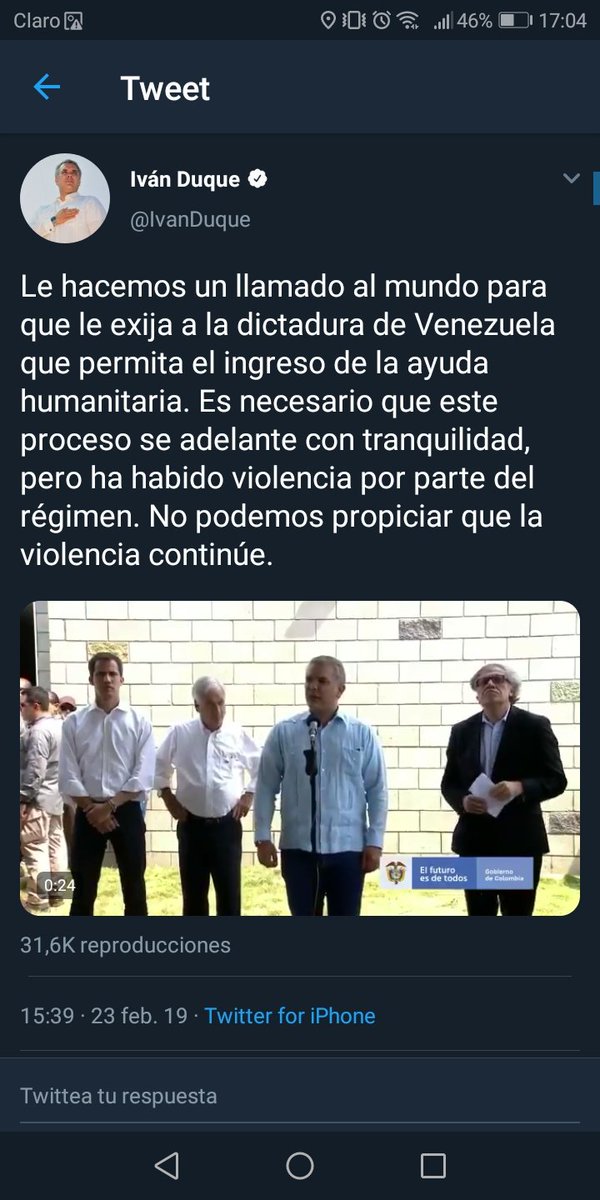 Claro
46%
17:04
Tweet
Iván Duque
@IvanDuque
Le hacemos un llamado al mundo para
que le exija a la dictadura de Venezuela
que permita el ingreso de la ayuda
humanitaria. Es necesario que este
proceso se adelante con tranquilidad,
pero ha habido violencia por parte del
régimen. No podemos propiciar que la
violencia continúe.
0:24
El futuro
es de todos
Gobierno
de Colombia
31,6K reproducciones
15:39 · 23 feb. 19 · Twitter for iPhone
Twittea tu respuesta